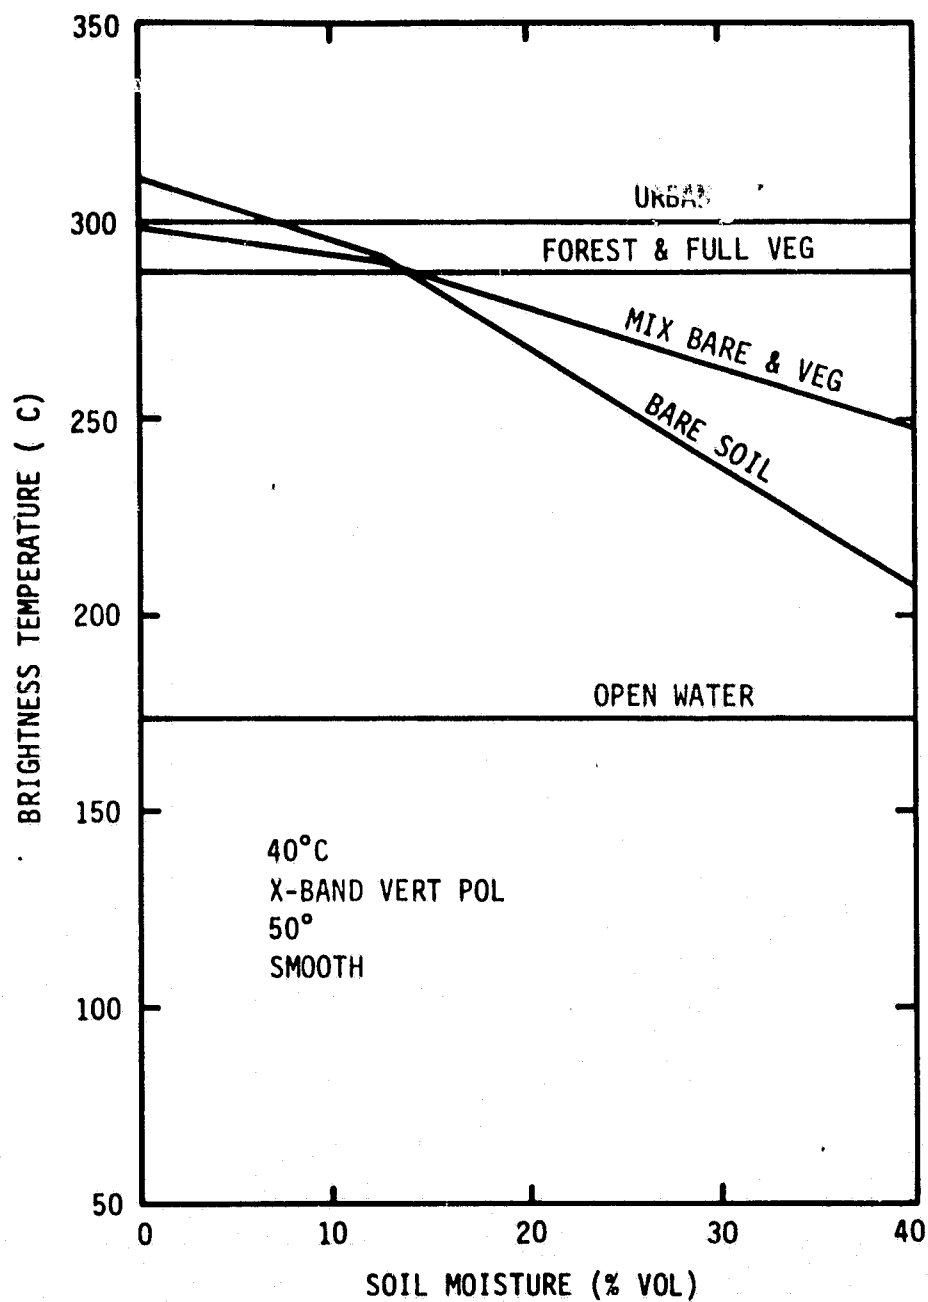 350
300
250
200
150
100
50
BRIGHTNESS TEMPERATURE ( C)
URBAN
FOREST & FULL VEG
MIX BARE & VEG
BARE SOIL
OPEN WATER
40°C
X-BAND VERT POL
50°
SMOOTH
0 10 20 30 40
SOIL MOISTURE (% VOL)